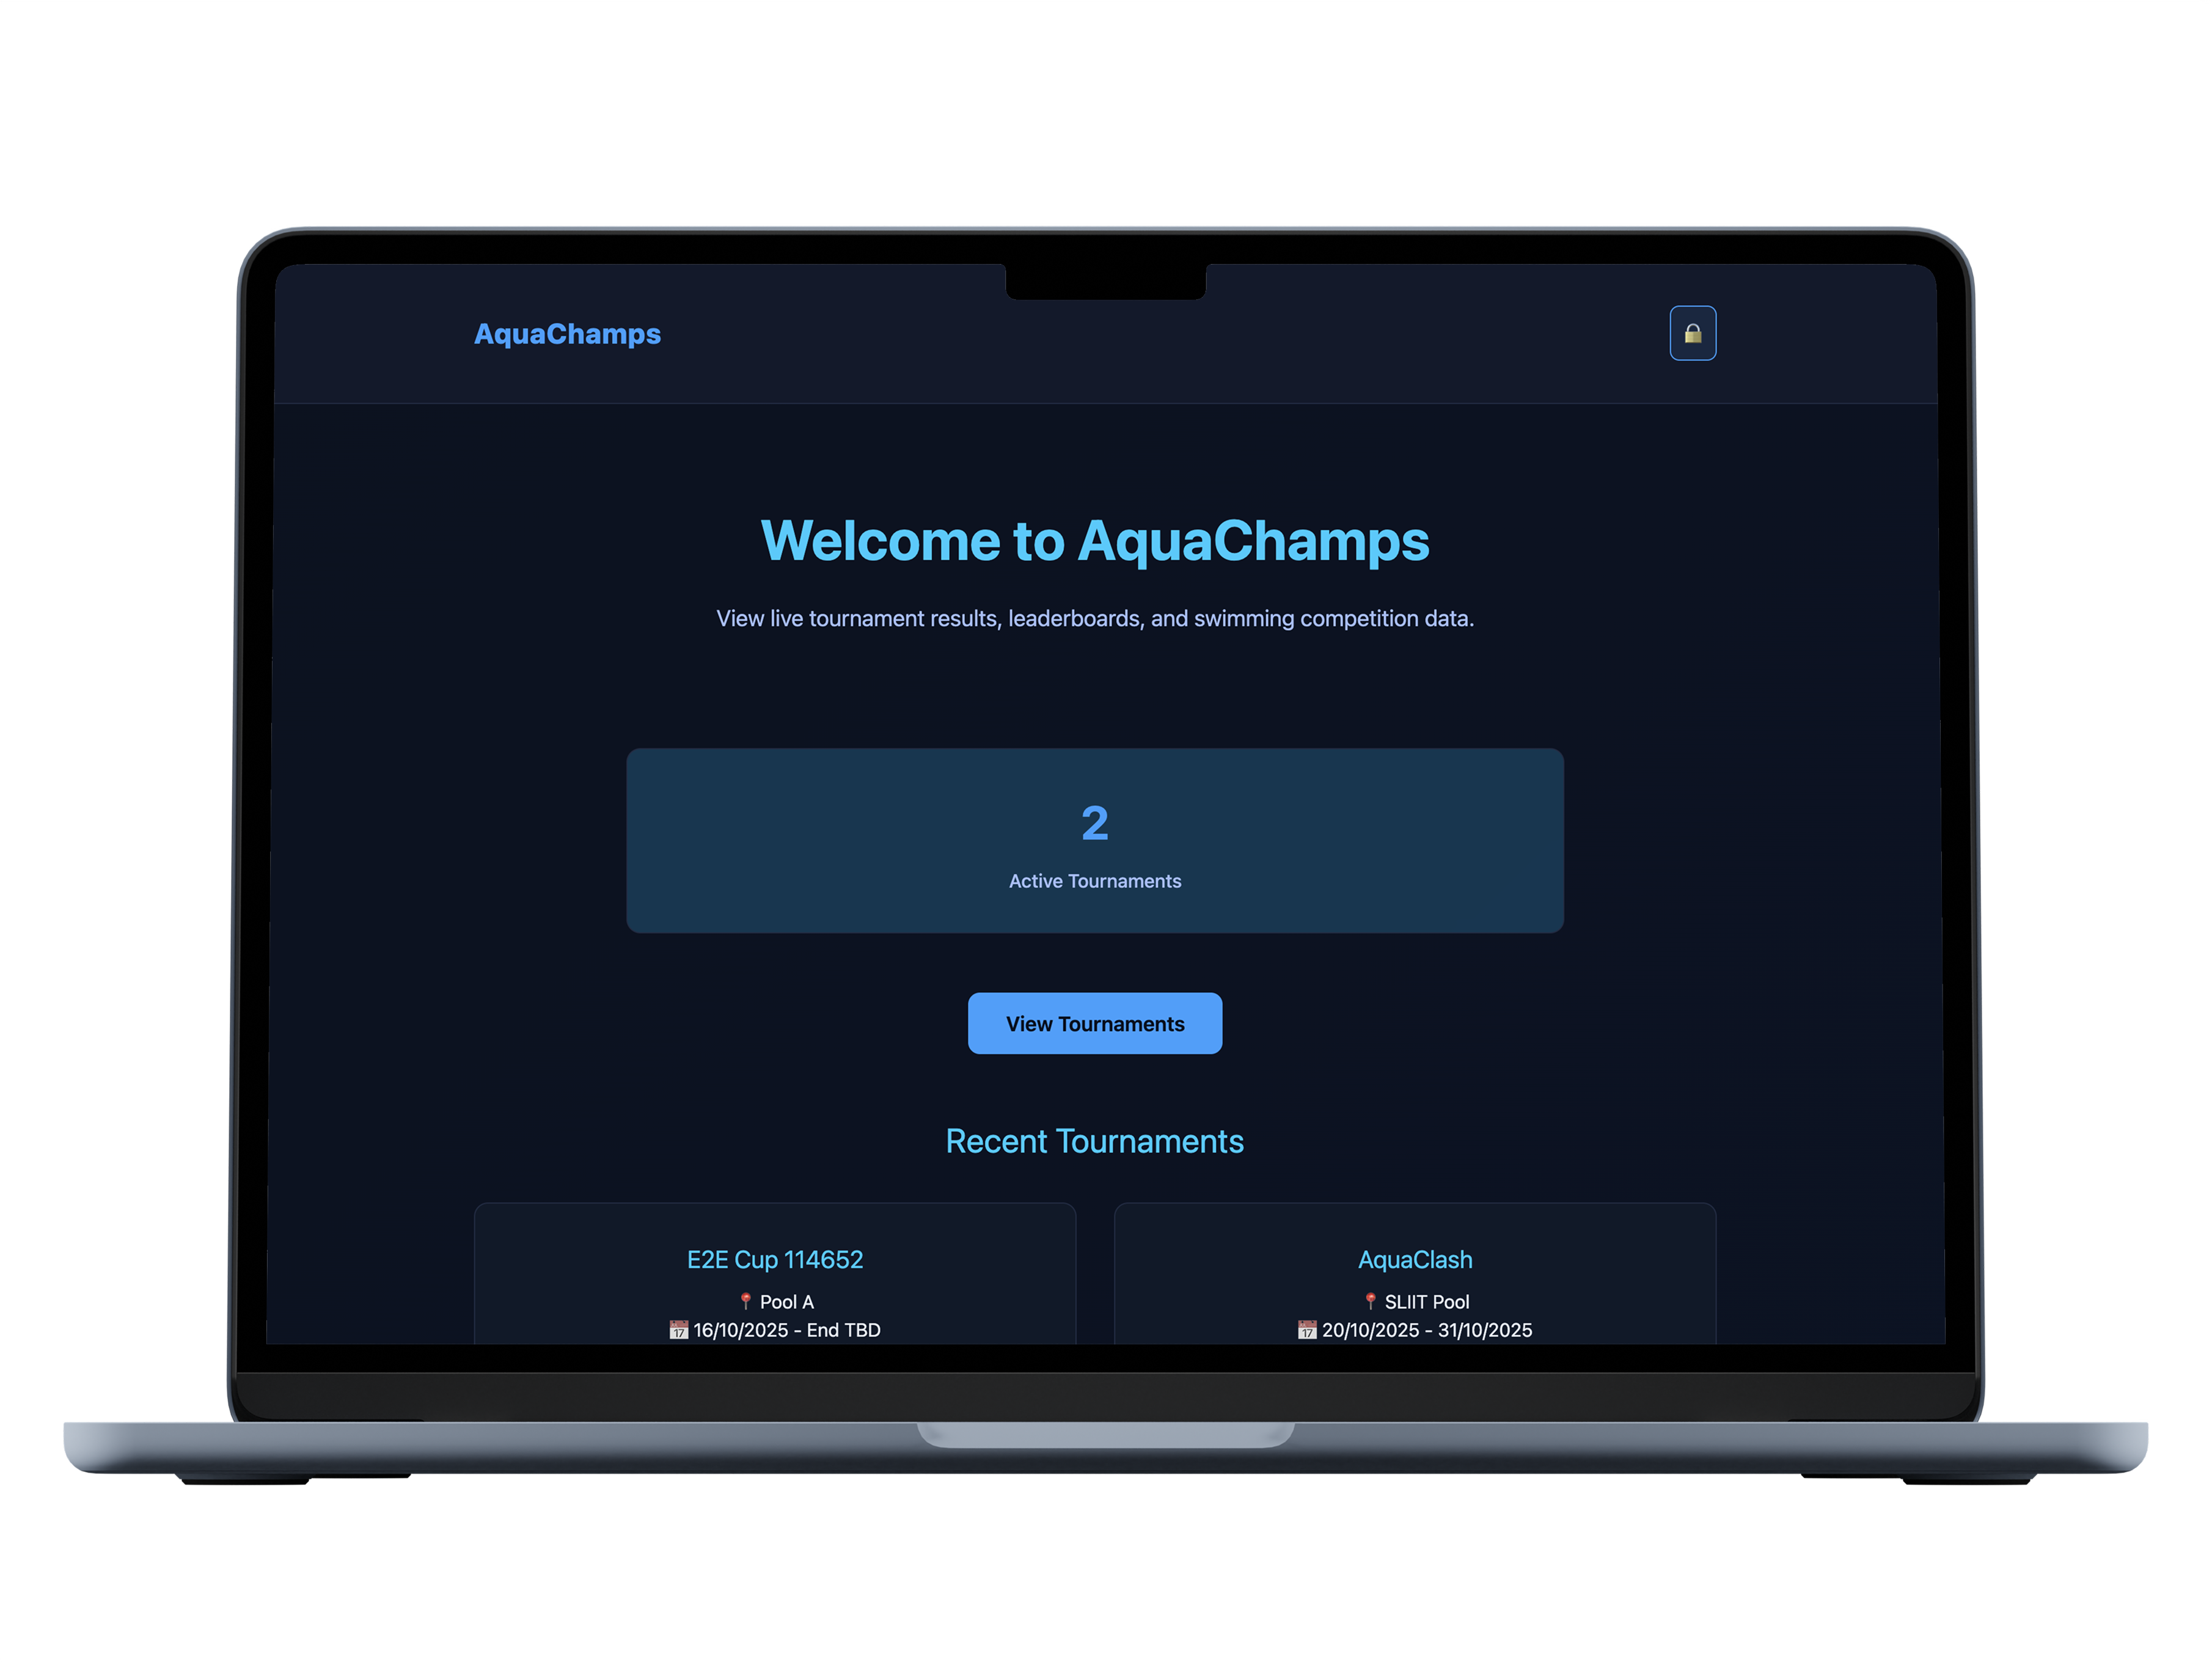 AquaChamps
Welcome to AquaChamps
View live tournament results, leaderboards, and swimming competition data.
2
Active Tournaments
View Tournaments
Recent Tournaments
E2E Cup 114652
📍 Pool A
📅 16/10/2025 - End TBD
AquaClash
📍 SLIIT Pool
📅 20/10/2025 - 31/10/2025